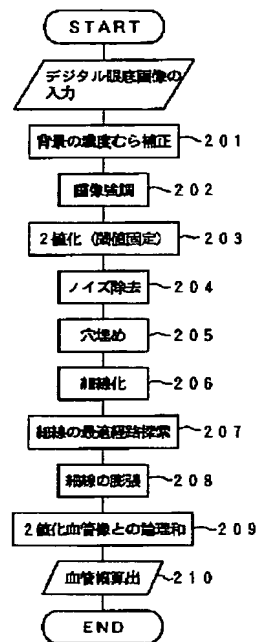 START
デジタル眼底画像の
入力
背景の濃度むら補正
201
画像強調
202
2値化 (閾値固定)
203
ノイズ除去
204
穴埋め
205
細線化
206
細線の最適経路探索
207
細線の膨張
208
2値化血管像との論理和
209
血管幅算出
210
END